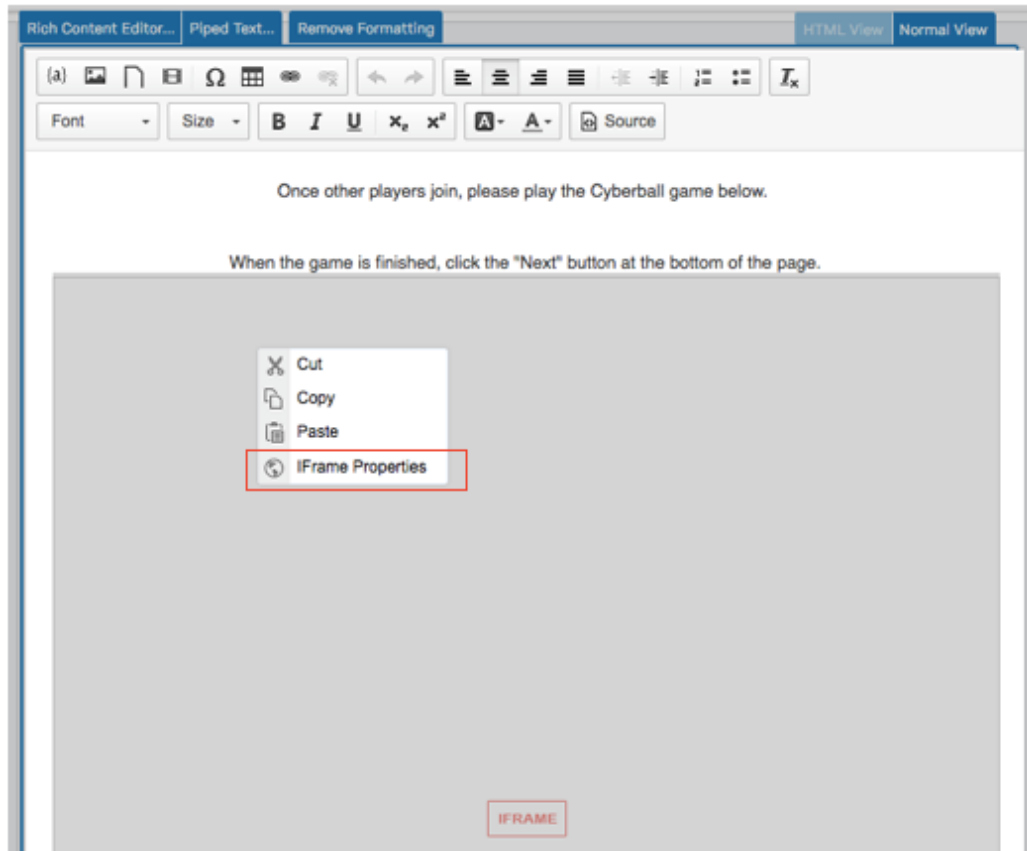 Rich Content Editor... Piped Text... Remove Formatting HTML View Normal View
{a} Ω
Font Size B I U x₂ x² A A Source
Once other players join, please play the Cyberball game below.
When the game is finished, click the "Next" button at the bottom of the page.
Cut
Copy
Paste
IFrame Properties
IFRAME